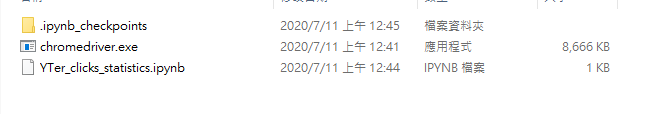 .ipynb_checkpoints 2020/7/11 上午 12:45 檔案資料夾
chromedriver.exe 2020/7/11 上午 12:41 應用程式 8,666 KB
YTer_clicks_statistics.ipynb 2020/7/11 上午 12:44 IPYNB 檔案 1 KB